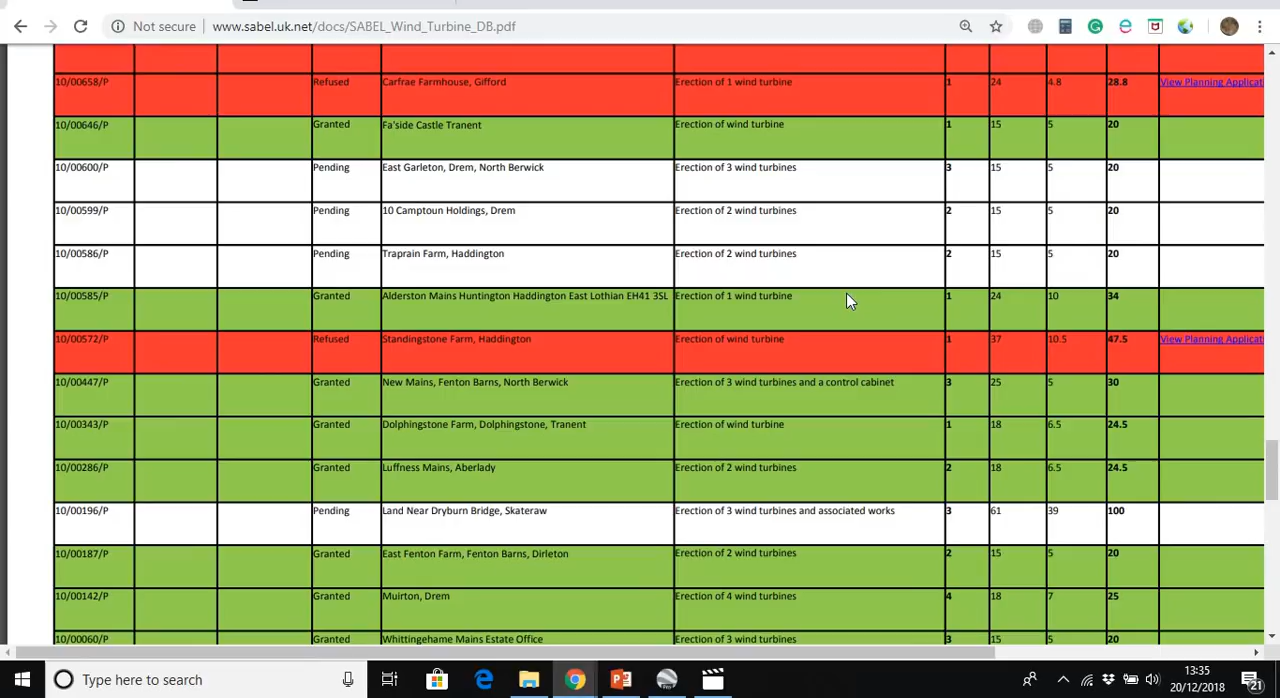 Not secure | www.sabel.uk.net/docs/SABEL_Wind_Turbine_DB.pdf
10/00658/P Refused Carfrae Farmhouse, Gifford Erection of 1 wind turbine 1 24 4.8 28.8 View Planning Applicat
10/00646/P Granted Fa'side Castle Tranent Erection of wind turbine 1 15 5 20
10/00600/P Pending East Garleton, Drem, North Berwick Erection of 3 wind turbines 3 15 5 20
10/00599/P Pending 10 Camptoun Holdings, Drem Erection of 2 wind turbines 2 15 5 20
10/00586/P Pending Traprain Farm, Haddington Erection of 2 wind turbines 2 15 5 20
10/00585/P Granted Alderston Mains Huntington Haddington East Lothian EH41 3SL Erection of 1 wind turbine 1 24 10 34
10/00572/P Refused Standingstone Farm, Haddington Erection of wind turbine 1 37 10.5 47.5 View Planning Applicat
10/00447/P Granted New Mains, Fenton Barns, North Berwick Erection of 3 wind turbines and a control cabinet 3 25 5 30
10/00343/P Granted Dolphingstone Farm, Dolphingstone, Tranent Erection of wind turbine 1 18 6.5 24.5
10/00286/P Granted Luffness Mains, Aberlady Erection of 2 wind turbines 2 18 6.5 24.5
10/00196/P Pending Land Near Dryburn Bridge, Skateraw Erection of 3 wind turbines and associated works 3 61 39 100
10/00187/P Granted East Fenton Farm, Fenton Barns, Dirleton Erection of 2 wind turbines 2 15 5 20
10/00142/P Granted Muirton, Drem Erection of 4 wind turbines 4 18 7 25
10/00060/P Granted Whittingehame Mains Estate Office Erection of 3 wind turbines 3 15 5 20
Type here to search
13:35
20/12/2018
21